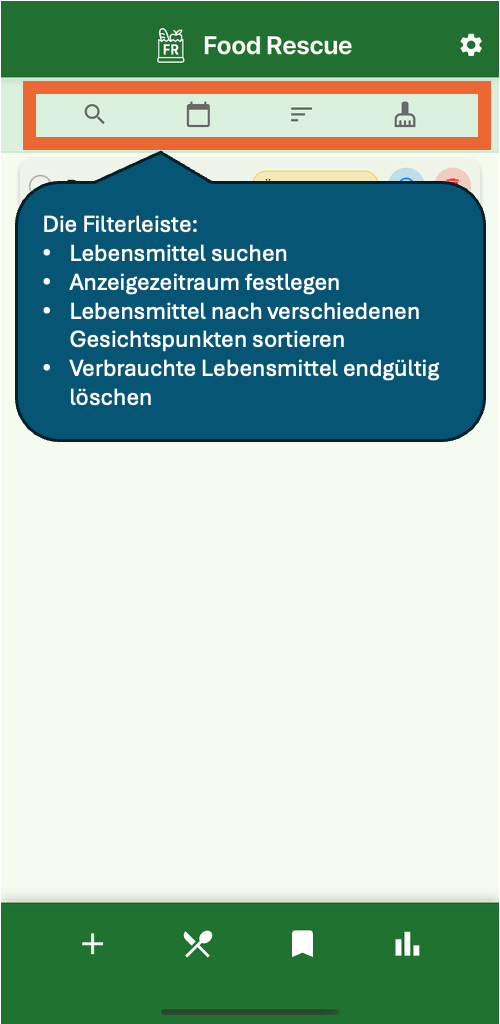 FR
Food Rescue
Die Filterleiste:
• Lebensmittel suchen
• Anzeigezeitraum festlegen
• Lebensmittel nach verschiedenen
Gesichtspunkten sortieren
• Verbrauchte Lebensmittel endgültig
löschen